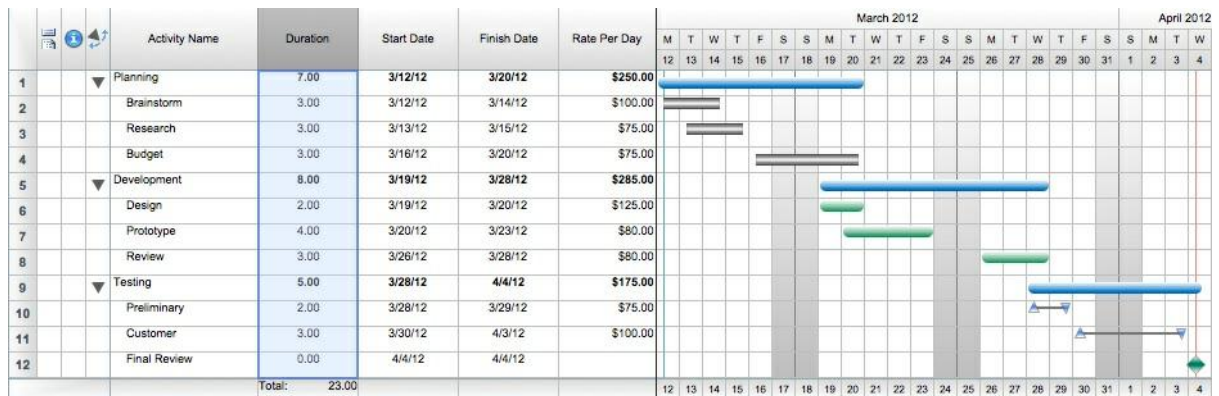 March 2012 April 2012
Activity Name Duration Start Date Finish Date Rate Per Day M T W T F S S M T W T F S S M T W T F S S M T W
12 13 14 15 16 17 18 19 20 21 22 23 24 25 26 27 28 29 30 31 1 2 3 4
1 Planning 7.00 3/12/12 3/20/12 $250.00
2 Brainstorm 3.00 3/12/12 3/14/12 $100.00
3 Research 3.00 3/13/12 3/15/12 $75.00
4 Budget 3.00 3/16/12 3/20/12 $75.00
5 Development 8.00 3/19/12 3/28/12 $285.00
6 Design 2.00 3/19/12 3/20/12 $125.00
7 Prototype 4.00 3/20/12 3/23/12 $80.00
8 Review 3.00 3/26/12 3/28/12 $80.00
9 Testing 5.00 3/28/12 4/4/12 $175.00
10 Preliminary 2.00 3/28/12 3/29/12 $75.00
11 Customer 3.00 3/30/12 4/3/12 $100.00
12 Final Review 0.00 4/4/12 4/4/12
Total: 23.00 12 13 14 15 16 17 18 19 20 21 22 23 24 25 26 27 28 29 30 31 1 2 3 4